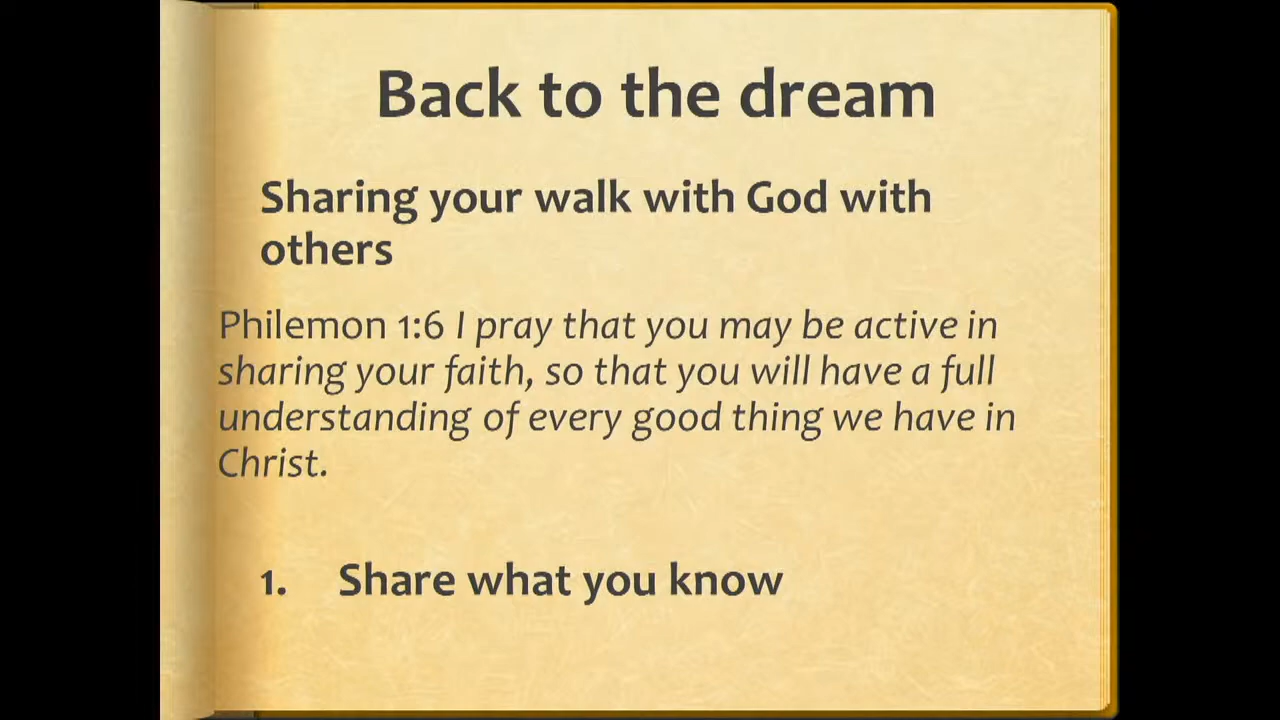 Back to the dream
Sharing your walk with God with
others
Philemon 1:6 I pray that you may be active in
sharing your faith, so that you will have a full
understanding of every good thing we have in
Christ.
1. Share what you know